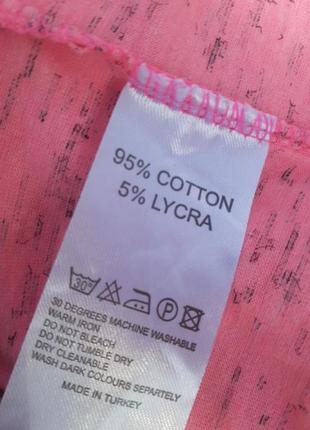 95% COTTON
5% LYCRA
30°
P
30 DEGREES MACHINE WASHABLE
WARM IRON
DO NOT BLEACH
DO NOT TUMBLE DRY
DRY CLEANABLE
WASH DARK COLOURS SEPARTELY
MADE IN TURKEY